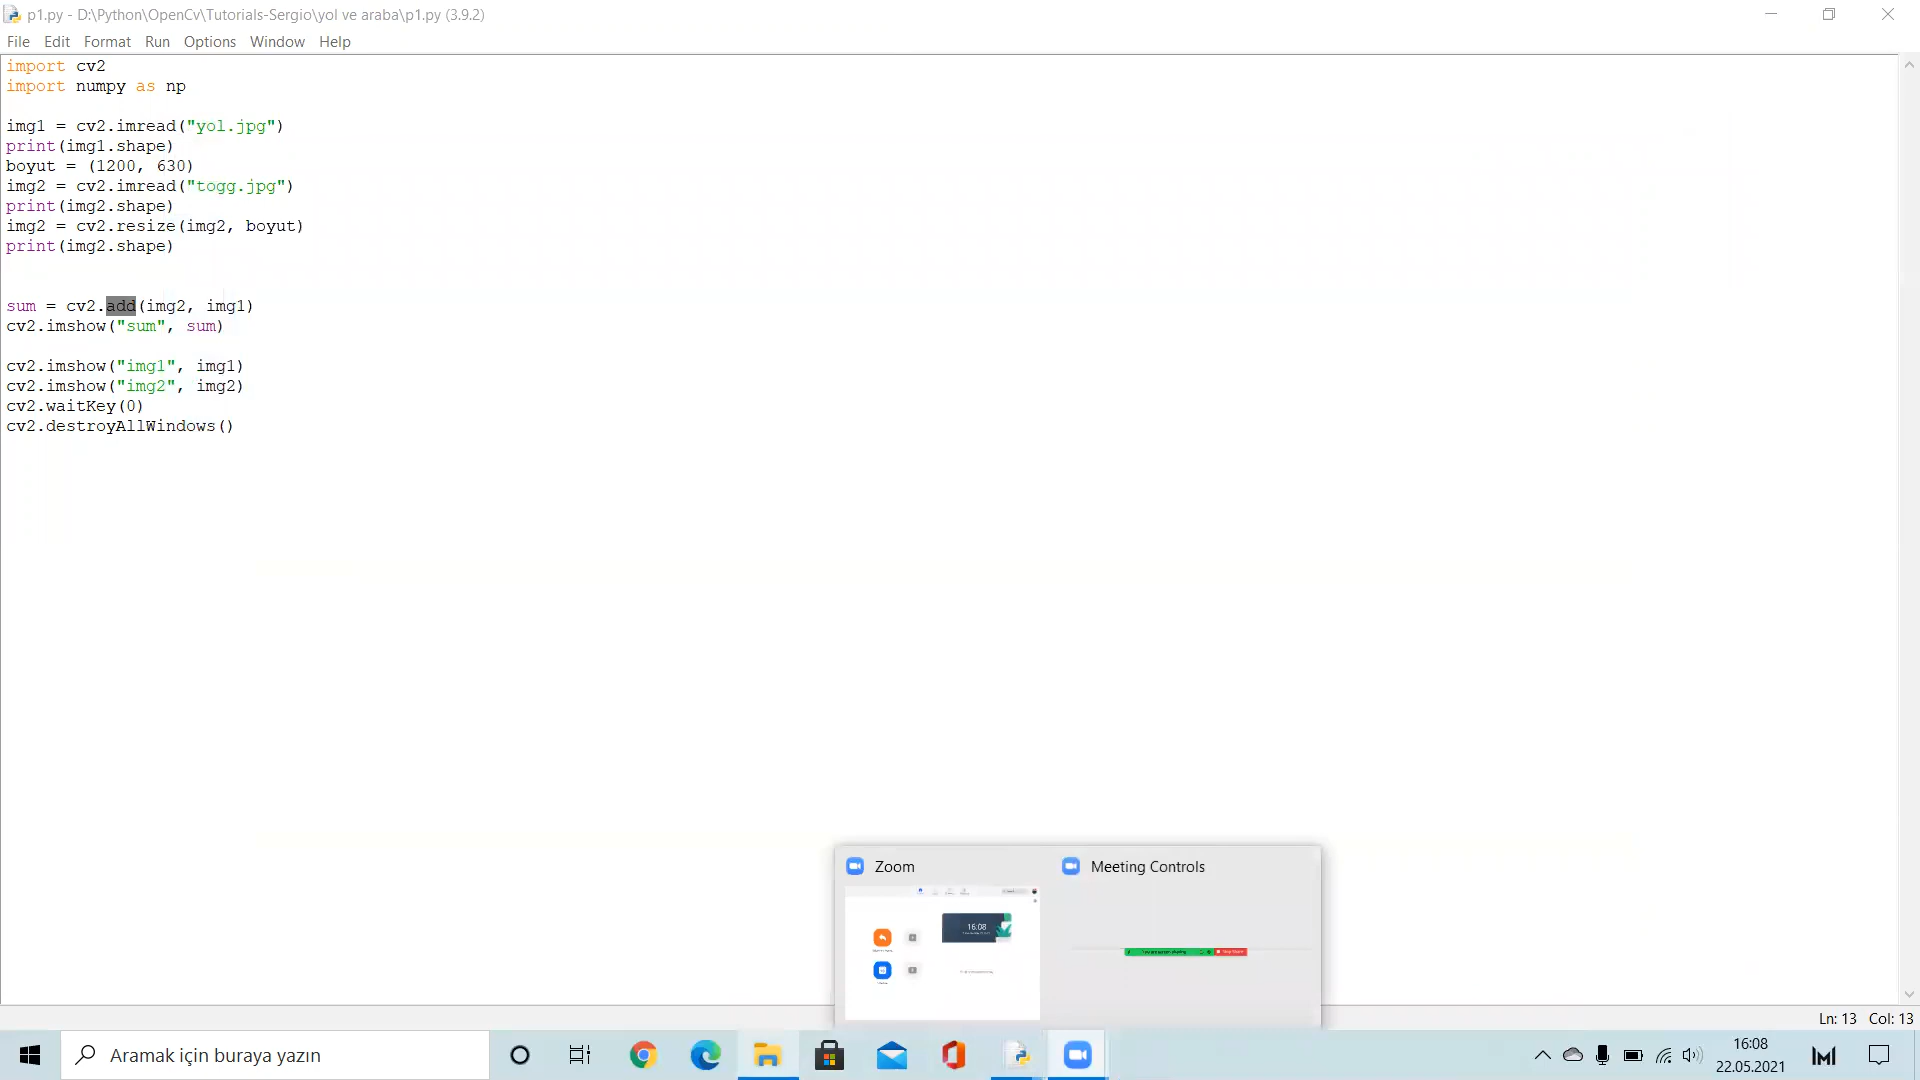 p1.py - D:\Python\OpenCv\Tutorials-Sergio\yol ve araba\p1.py (3.9.2)
File Edit Format Run Options Window Help
import cv2
import numpy as np
img1 = cv2.imread("yol.jpg")
print(img1.shape)
boyut = (1200, 630)
img2 = cv2.imread("togg.jpg")
print(img2.shape)
img2 = cv2.resize(img2, boyut)
print(img2.shape)
sum = cv2.add(img2, img1)
cv2.imshow("sum", sum)
cv2.imshow("img1", img1)
cv2.imshow("img2", img2)
cv2.waitKey(0)
cv2.destroyAllWindows()
Zoom
Meeting Controls
16:08
Ln: 13 Col: 13
Aramak için buraya yazın
16:08
22.05.2021